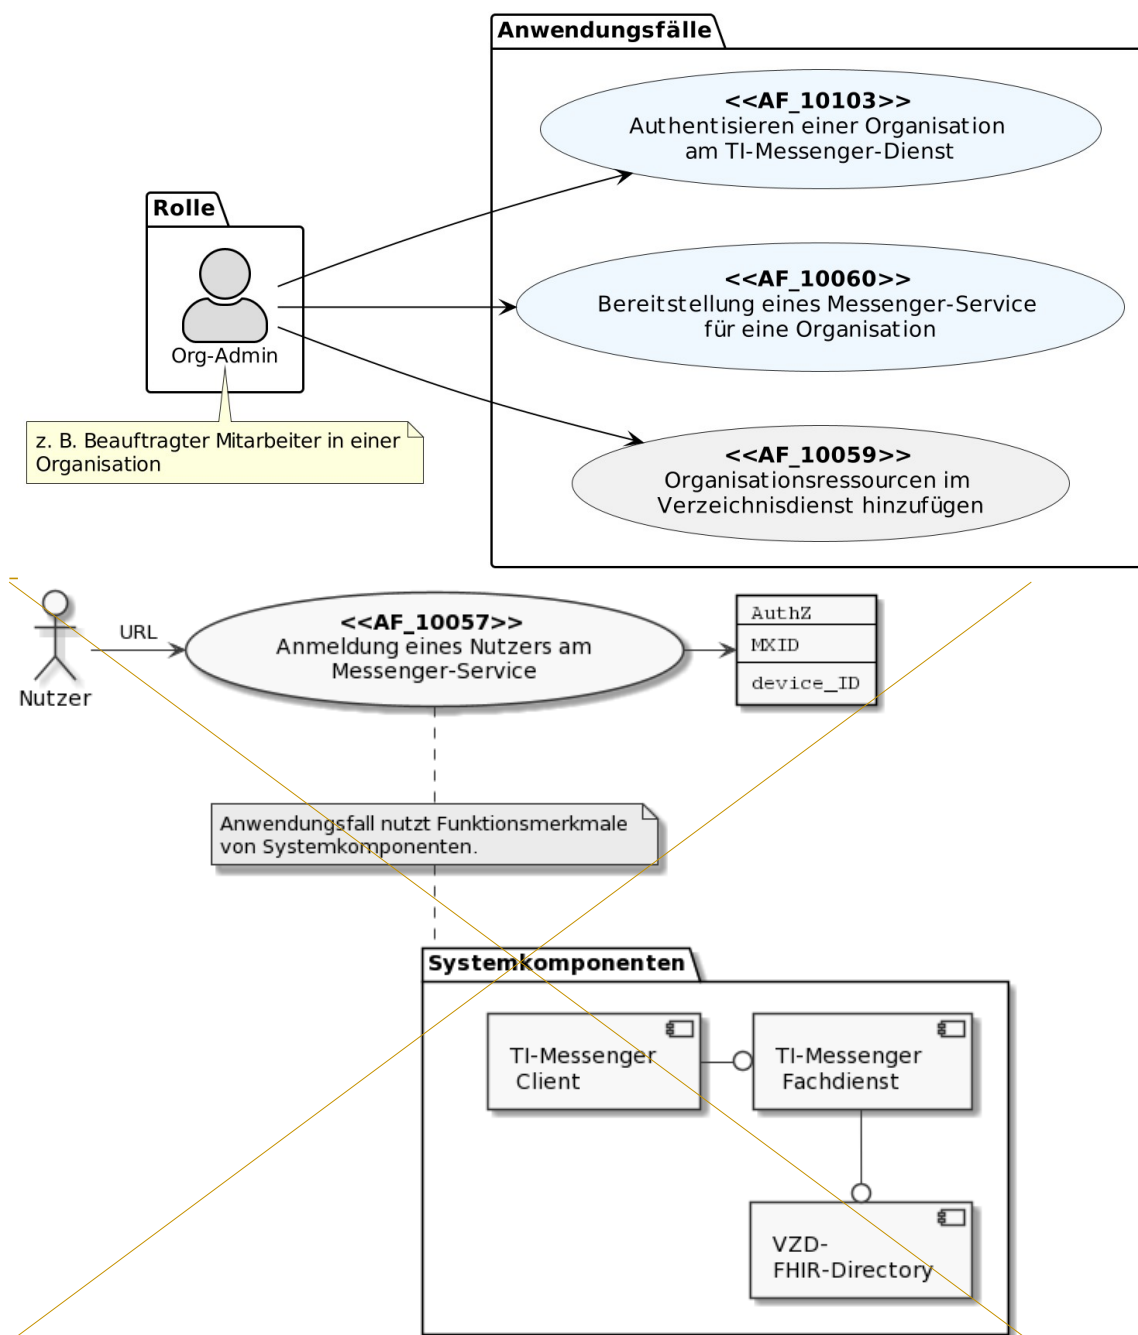 Anwendungsfälle
<<AF_10103>>
Authentisieren einer Organisation
am TI-Messenger-Dienst
Rolle
Org-Admin
<<AF_10060>>
Bereitstellung eines Messenger-Service
für eine Organisation
z. B. Beauftragter Mitarbeiter in einer
Organisation
<<AF_10059>>
Organisationsressourcen im
Verzeichnisdienst hinzufügen
Nutzer
URL
<<AF_10057>>
Anmeldung eines Nutzers am
Messenger-Service
AuthZ
MXID
device_ID
Anwendungsfall nutzt Funktionsmerkmale
von Systemkomponenten.
Systemkomponenten
TI-Messenger
Client
TI-Messenger
Fachdienst
VZD-
FHIR-Directory